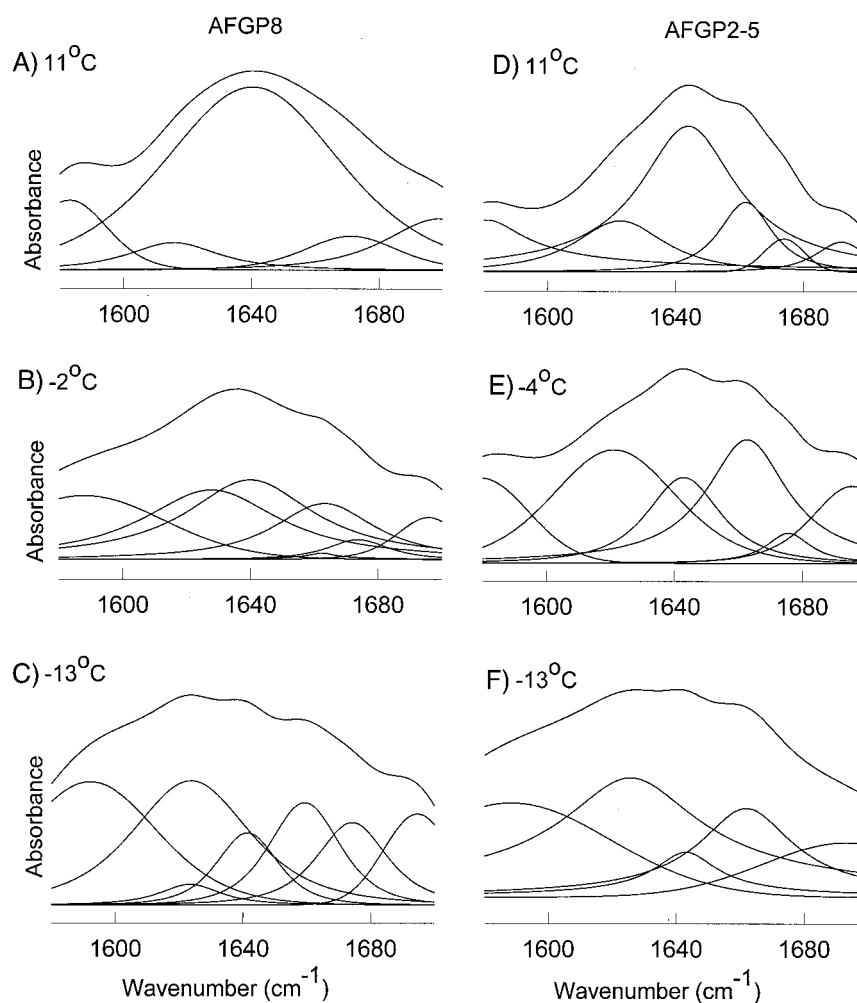 AFGP8
AFGP2-5
A) 11°C
D) 11°C
Absorbance
1600 1640 1680
1600 1640 1680
B) -2°C
E) -4°C
Absorbance
1600 1640 1680
1600 1640 1680
C) -13°C
F) -13°C
Absorbance
1600 1640 1680
1600 1640 1680
Wavenumber (cm⁻¹)
Wavenumber (cm⁻¹)